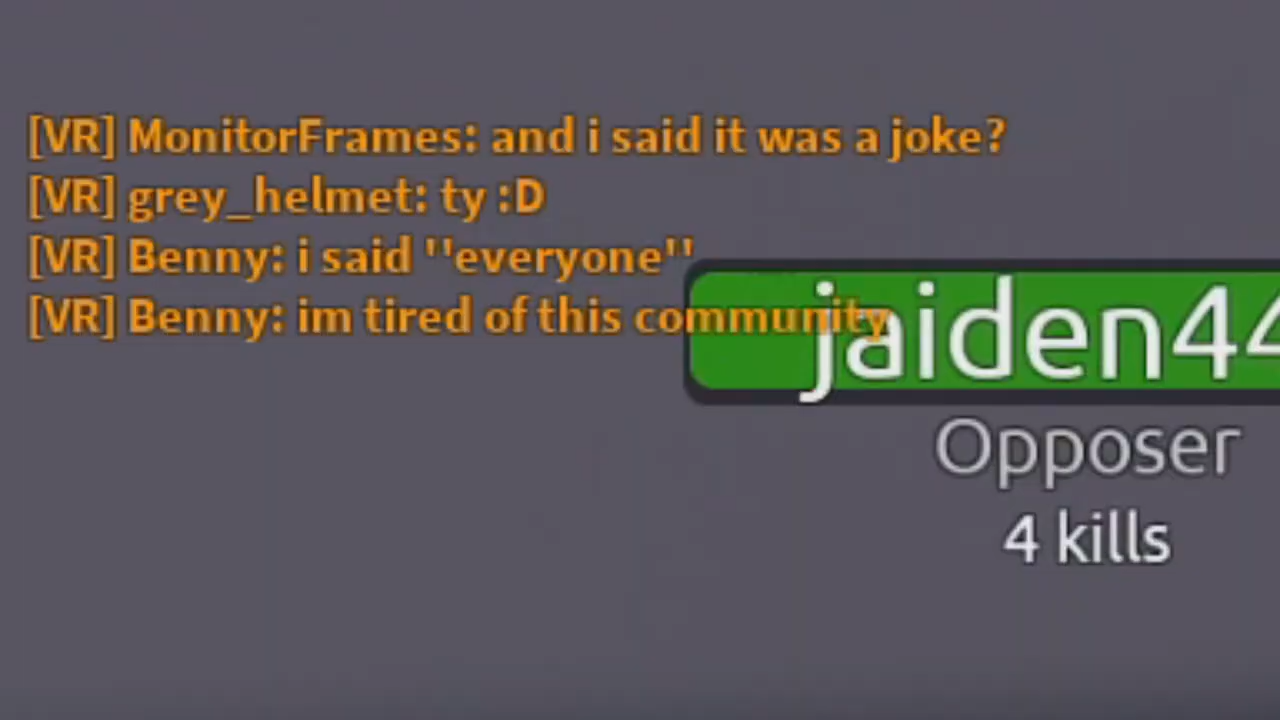 [VR] MonitorFrames: and i said it was a joke?
[VR] grey_helmet: ty :D
[VR] Benny: i said ''everyone''
[VR] Benny: im tired of this community
jaiden44
Opposer
4 kills